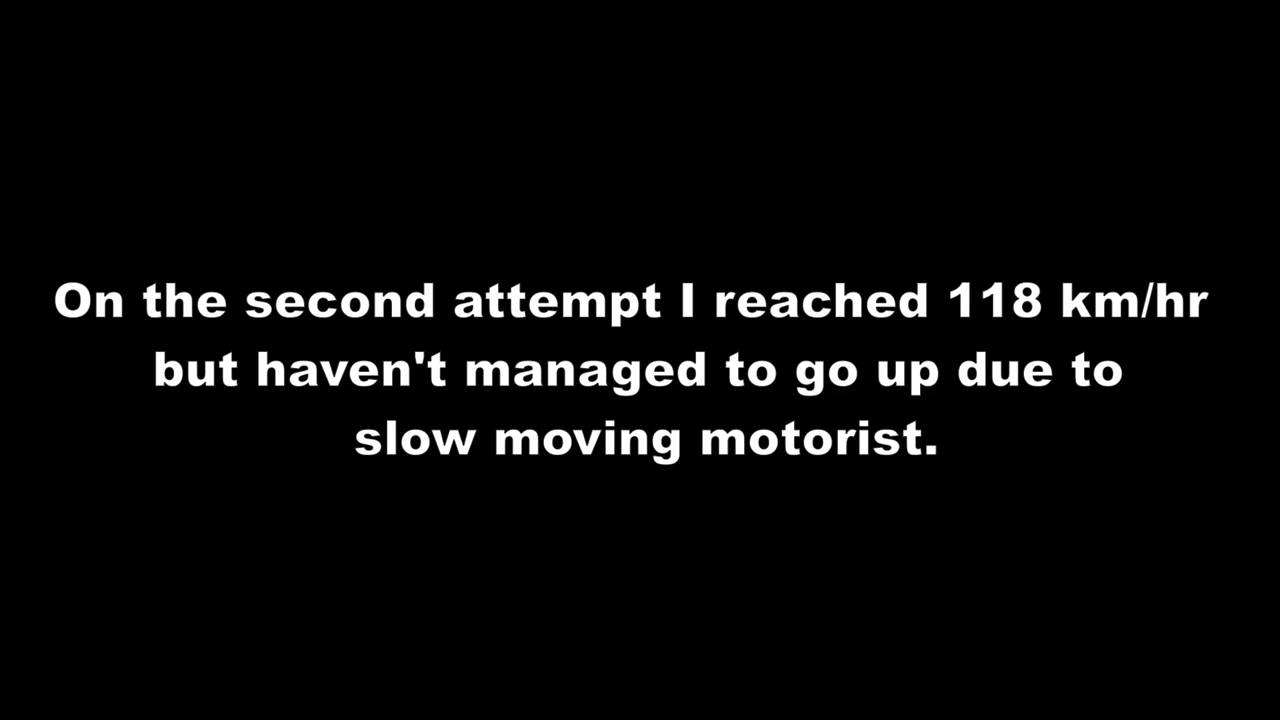 On the second attempt I reached 118 km/hr
but haven't managed to go up due to
slow moving motorist.